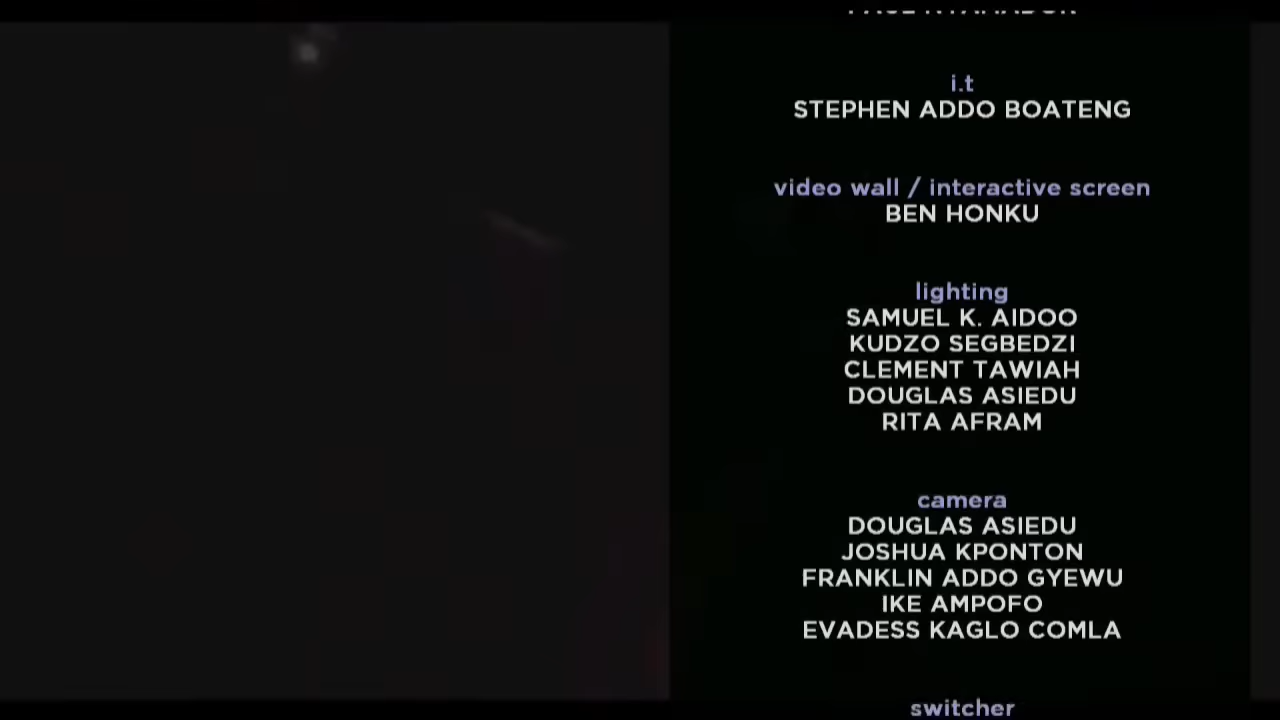 i.t
STEPHEN ADDO BOATENG
video wall / interactive screen
BEN HONKU
lighting
SAMUEL K. AIDOO
KUDZO SEGBEDZI
CLEMENT TAWIAH
DOUGLAS ASIEDU
RITA AFRAM
camera
DOUGLAS ASIEDU
JOSHUA KPONTON
FRANKLIN ADDO GYEWU
IKE AMPOFO
EVADESS KAGLO COMLA
switcher